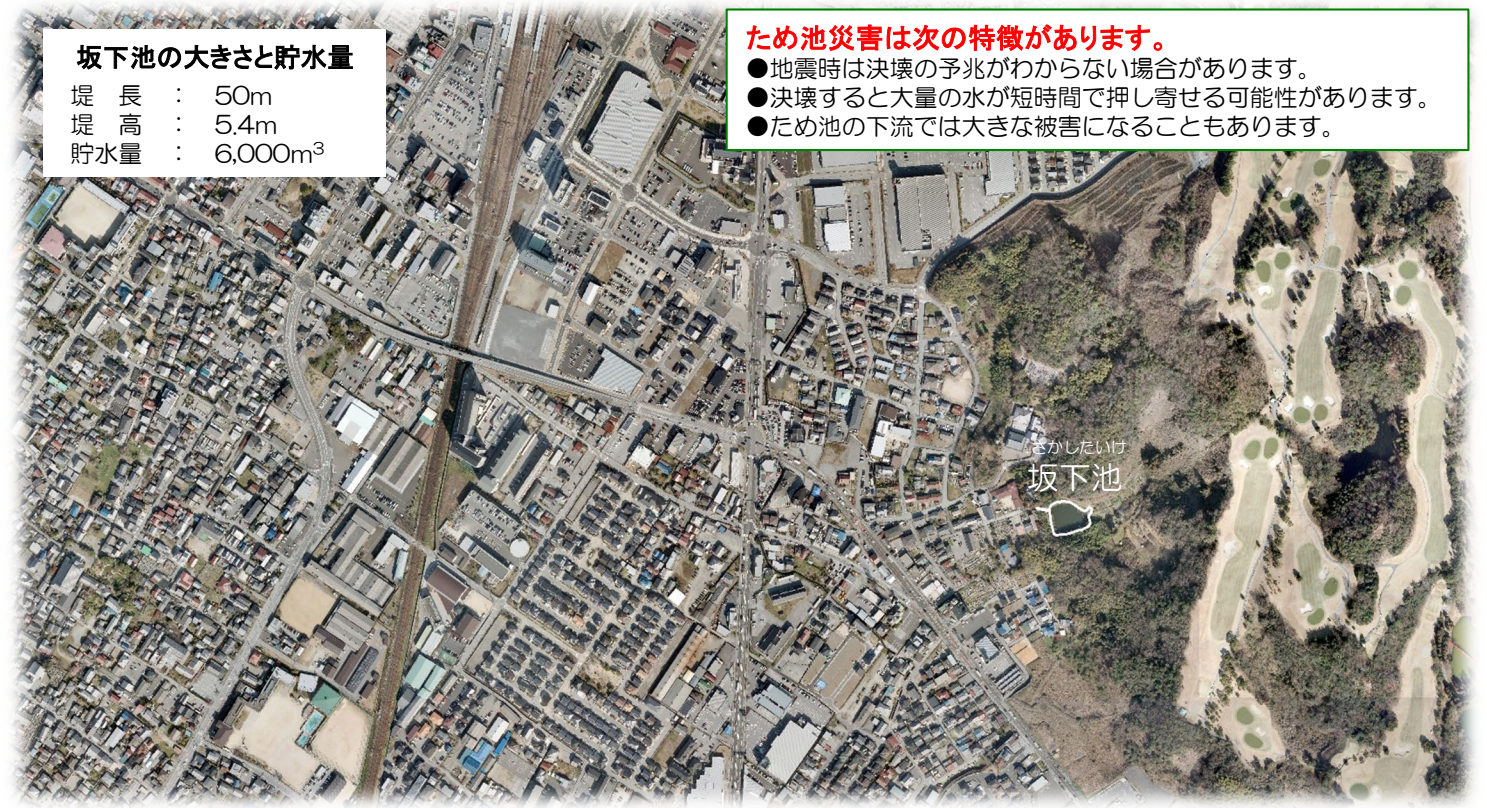 坂下池の大きさと貯水量
堤 長 : 50m
堤 高 : 5.4m
貯水量 : 6,000m³
ため池災害は次の特徴があります。
●地震時は決壊の予兆がわからない場合があります。
●決壊すると大量の水が短時間で押し寄せる可能性があります。
●ため池の下流では大きな被害になることもあります。
さかしたいけ
坂下池